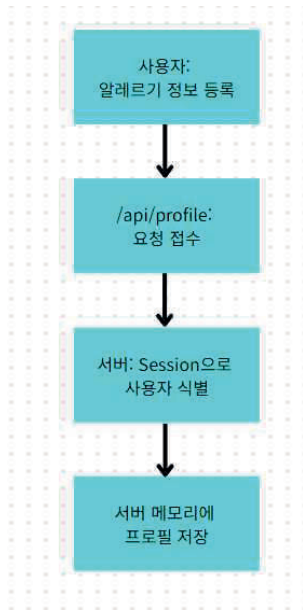 사용자:
알레르기 정보 등록
/api/profile:
요청 접수
서버: Session으로
사용자 식별
서버 메모리에
프로필 저장